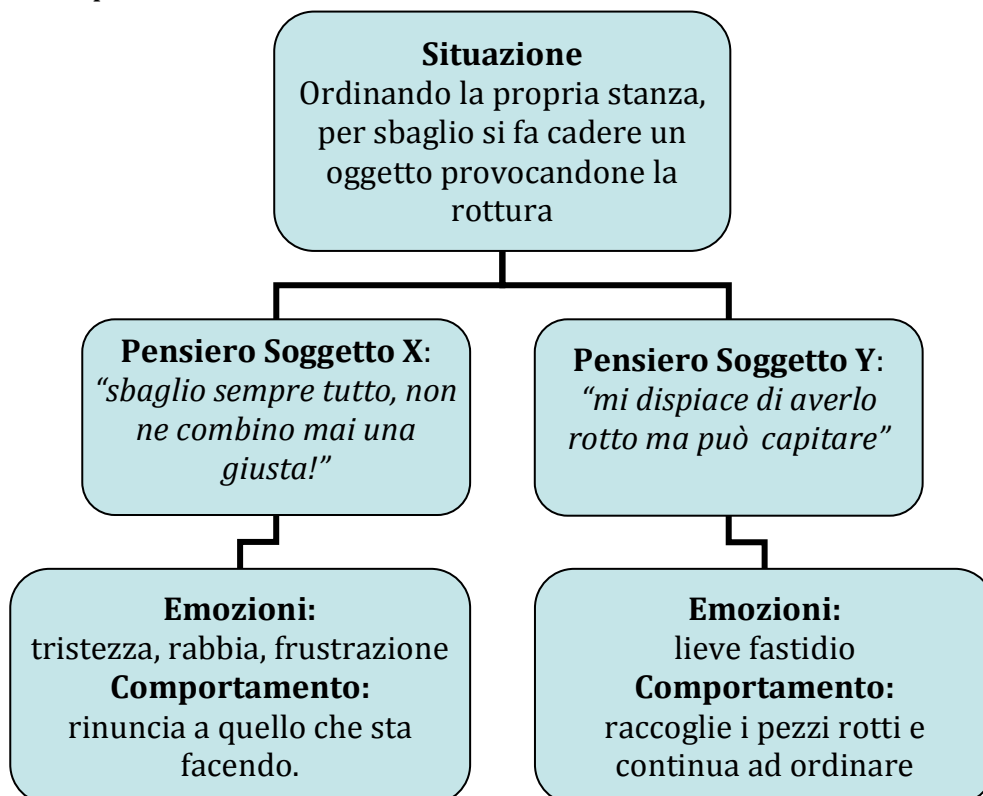 Situazione
Ordinando la propria stanza,
per sbaglio si fa cadere un
oggetto provocandone la
rottura
Pensiero Soggetto X:
“sbaglio sempre tutto, non
ne combino mai una
giusta!”
Pensiero Soggetto Y:
“mi dispiace di averlo
rotto ma può capitare”
Emozioni:
tristezza, rabbia, frustrazione
Comportamento:
rinuncia a quello che sta
facendo.
Emozioni:
lieve fastidio
Comportamento:
raccoglie i pezzi rotti e
continua ad ordinare